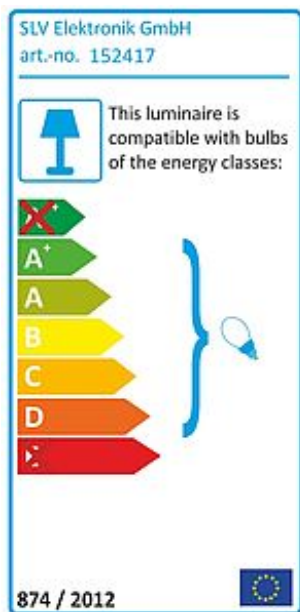 SLV Elektronik GmbH
art.-no. 152417
This luminaire is
compatible with bulbs
of the energy classes:
A⁺
A
B
C
D
874 / 2012